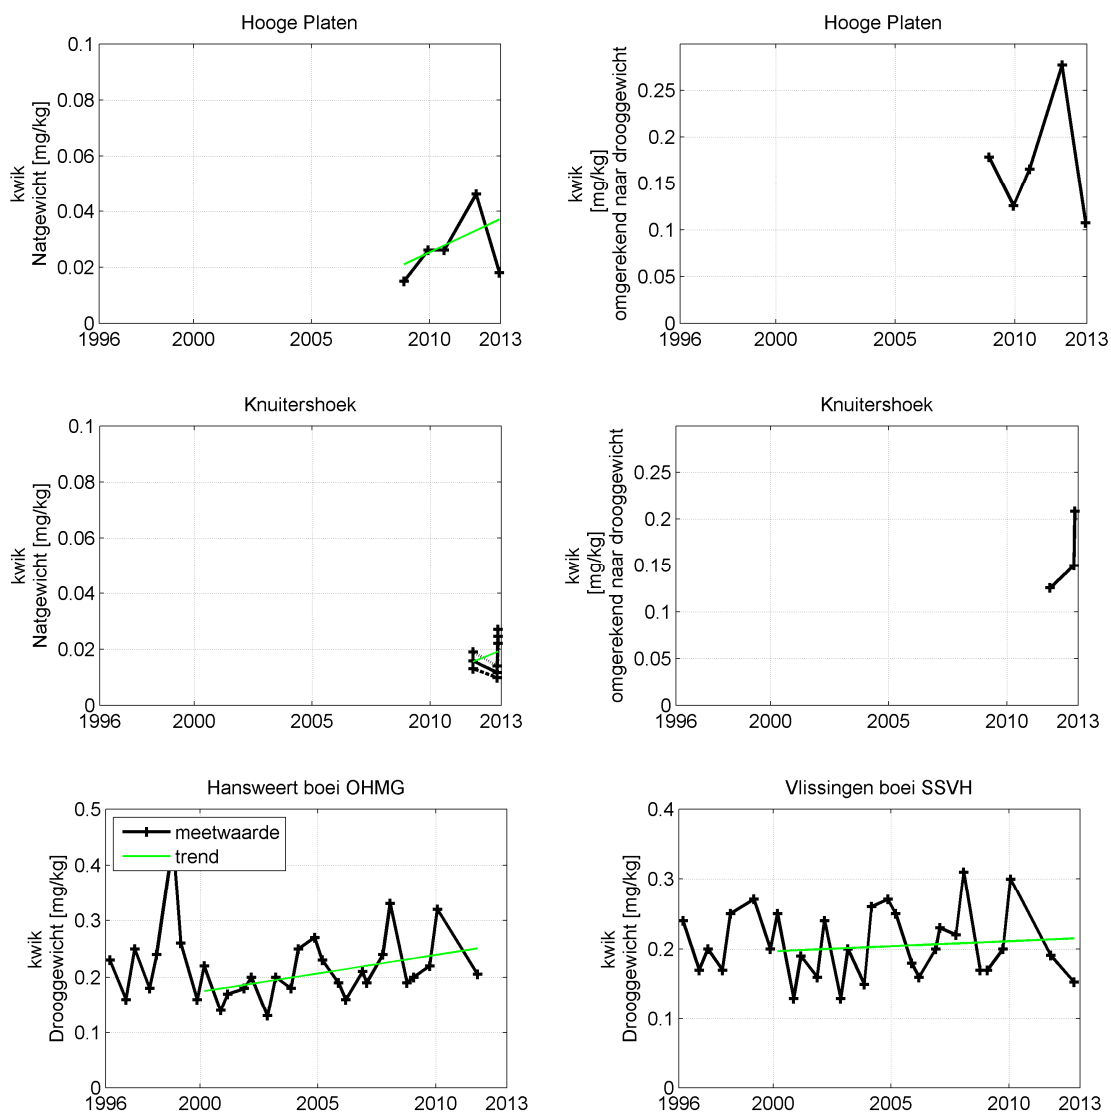 Hooge Platen
kwik
Natgewicht [mg/kg]
0.1
0.08
0.06
0.04
0.02
0
1996 2000 2005 2010 2013
Hooge Platen
kwik
[mg/kg]
omgerekend naar drooggewicht
0.25
0.2
0.15
0.1
0.05
0
1996 2000 2005 2010 2013
Knuitershoek
kwik
Natgewicht [mg/kg]
0.1
0.08
0.06
0.04
0.02
0
1996 2000 2005 2010 2013
Knuitershoek
kwik
[mg/kg]
omgerekend naar drooggewicht
0.25
0.2
0.15
0.1
0.05
0
1996 2000 2005 2010 2013
Hansweert boei OHMG
kwik
Drooggewicht [mg/kg]
0.5
0.4
0.3
0.2
0.1
0
meetwaarde
trend
1996 2000 2005 2010 2013
Vlissingen boei SSVH
kwik
Drooggewicht [mg/kg]
0.4
0.3
0.2
0.1
0
1996 2000 2005 2010 2013